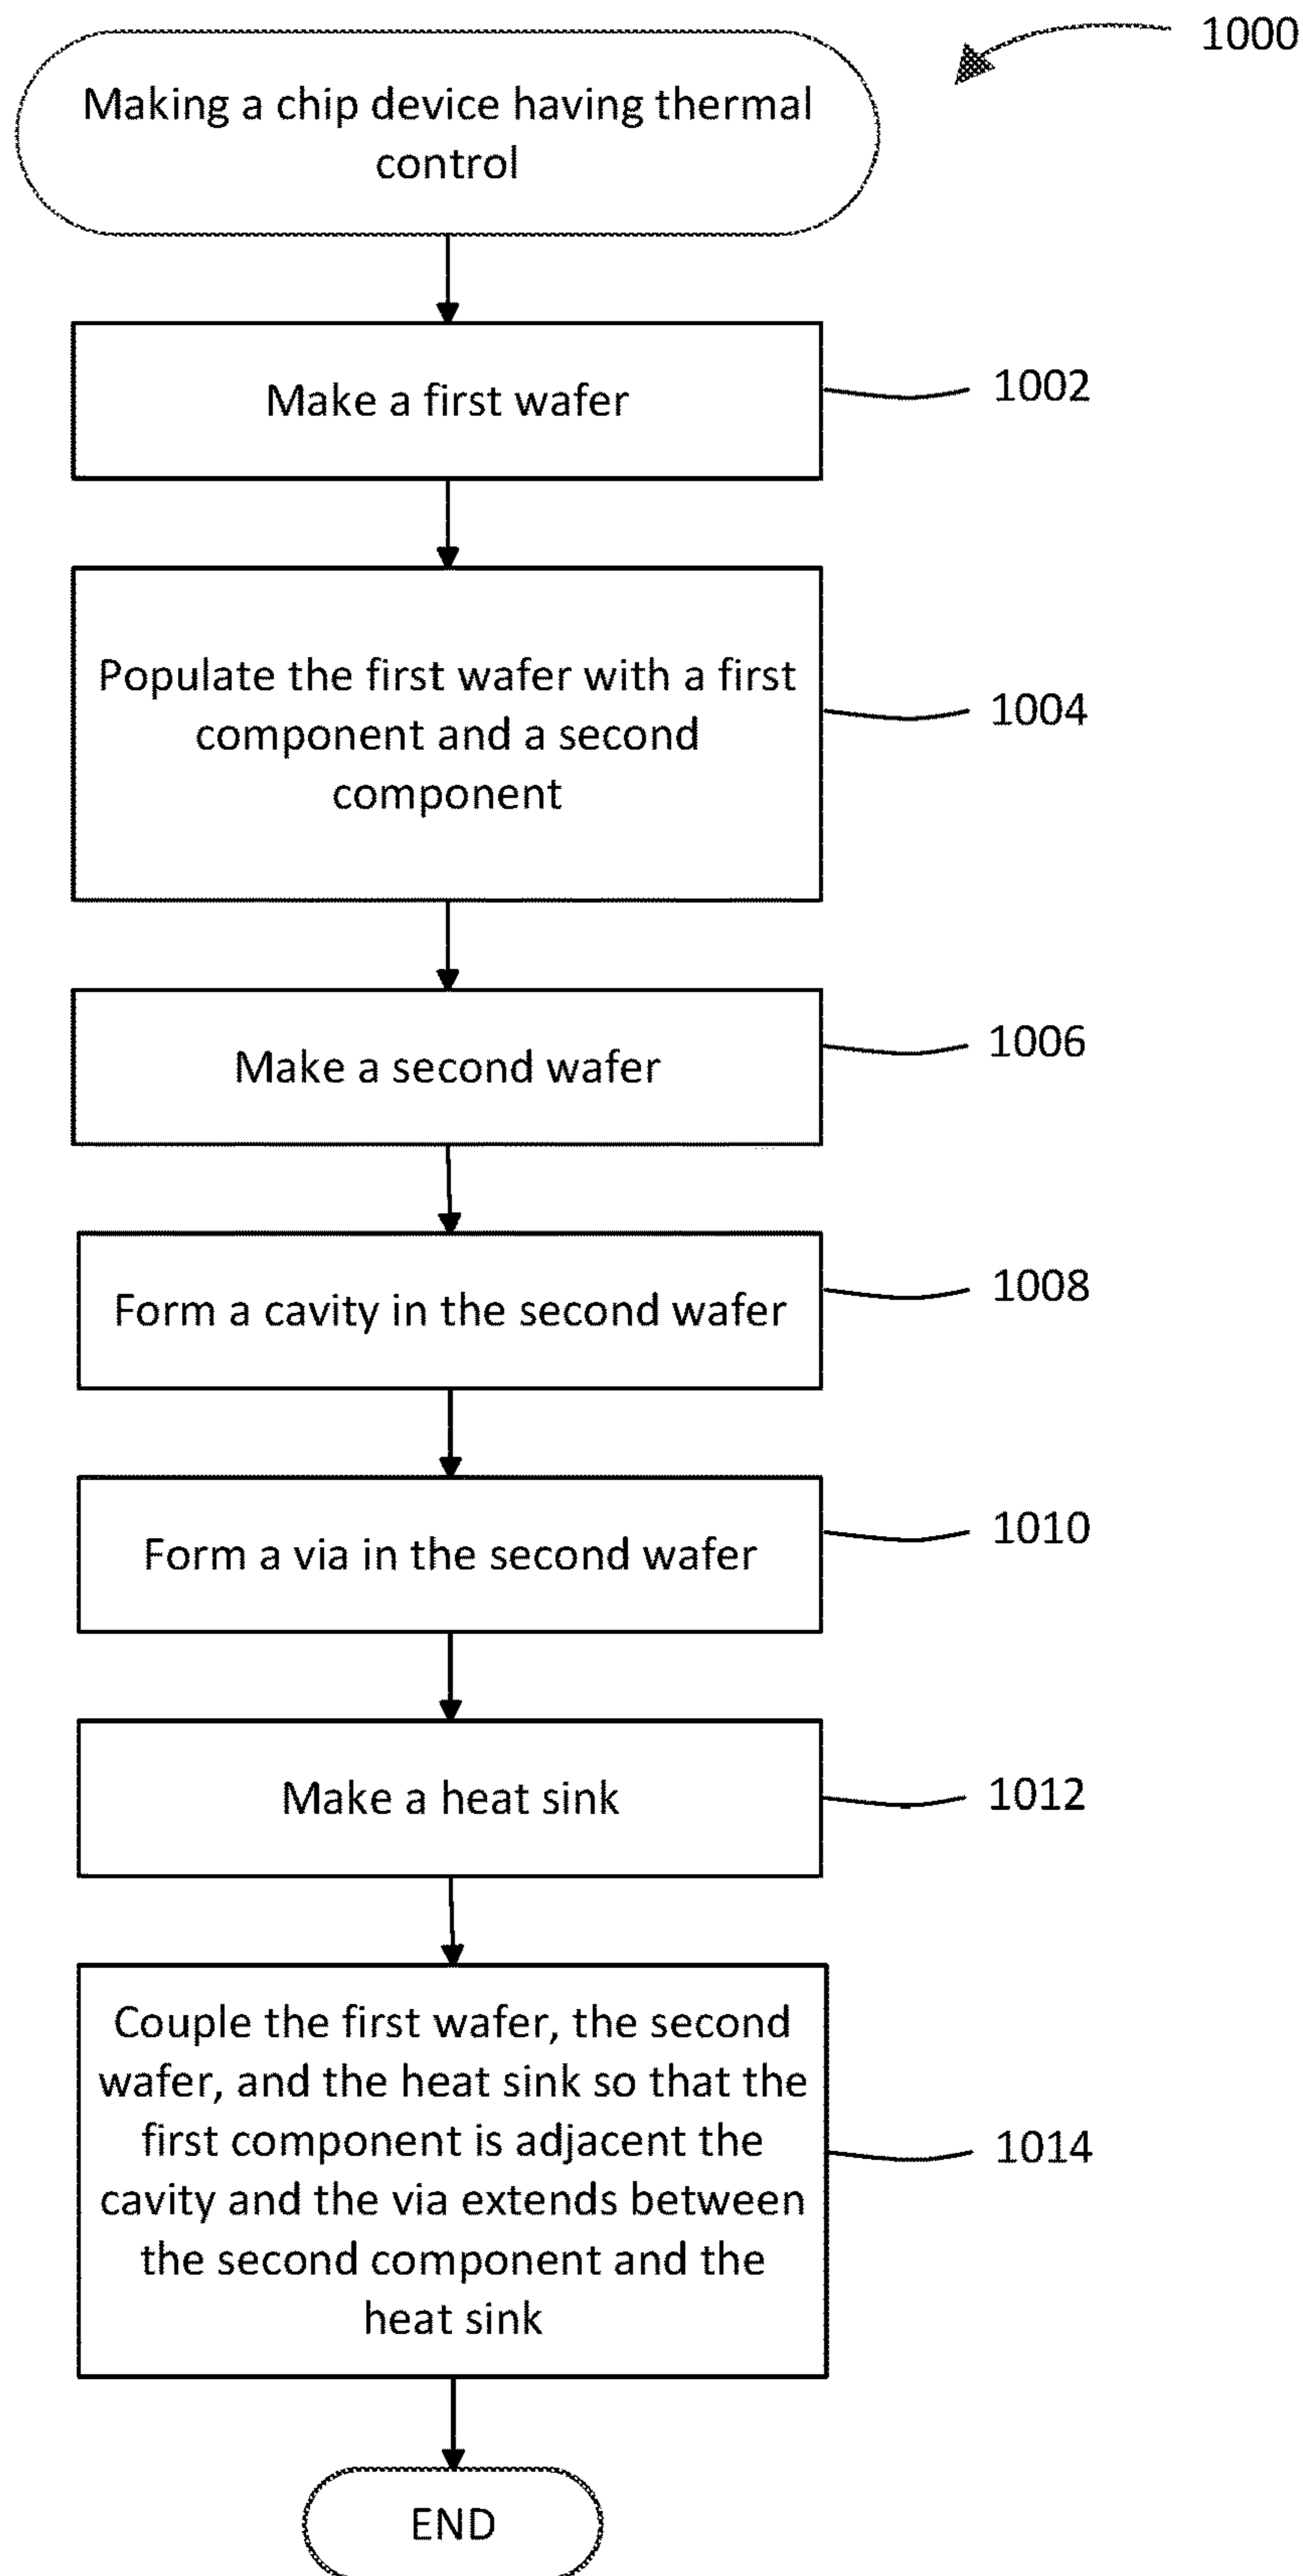 1000
Making a chip device having thermal
control
Make a first wafer
1002
Populate the first wafer with a first
component and a second
component
1004
Make a second wafer
1006
Form a cavity in the second wafer
1008
Form a via in the second wafer
1010
Make a heat sink
1012
Couple the first wafer, the second
wafer, and the heat sink so that the
first component is adjacent the
cavity and the via extends between
the second component and the
heat sink
1014
END